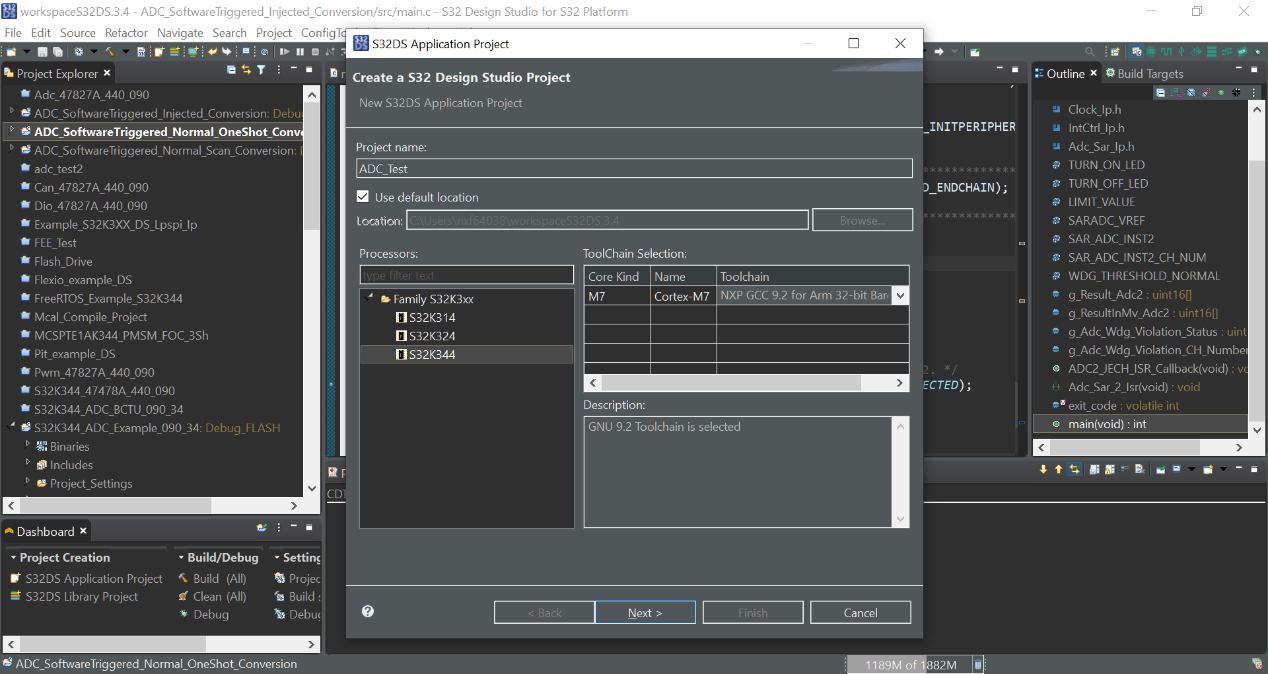 workspaceS32DS.3.4 - ADC_SoftwareTriggered_Injected_Conversion/src/main.c - S32 Design Studio for S32 Platform
File Edit Source Refactor Navigate Search Project ConfigTo
Project Explorer
Adc_47827A_440_090
ADC_SoftwareTriggered_Injected_Conversion: Debu
ADC_SoftwareTriggered_Normal_OneShot_Conve
ADC_SoftwareTriggered_Normal_Scan_Conversion:
adc_test2
Can_47827A_440_090
Dio_47827A_440_090
Example_S32K3XX_DS_Lpspi_Ip
FEE_Test
Flash_Drive
Flexio_example_DS
FreeRTOS_Example_S32K344
Mcal_Compile_Project
MCSPTE1AK344_PMSM_FOC_3Sh
Pit_example_DS
Pwm_47827A_440_090
S32K344_47478A_440_090
S32K344_ADC_BCTU_090_34
S32K344_ADC_Example_090_34: Debug_FLASH
Binaries
Includes
Project_Settings
Dashboard
Project Creation
S32DS Application Project
S32DS Library Project
Build/Debug
Build (All)
Clean (All)
Debug
Setting
Projec
Build s
Debu
ADC_SoftwareTriggered_Normal_OneShot_Conversion
S32DS Application Project
Create a S32 Design Studio Project
New S32DS Application Project
Project name:
ADC_Test
Use default location
Location: C:\Users\nxf64038\workspaceS32DS.3.4
Browse...
Processors:
type filter text
Family S32K3xx
S32K314
S32K324
S32K344
ToolChain Selection:
Core Kind Name Toolchain
M7 Cortex-M7 NXP GCC 9.2 for Arm 32-bit Bar
Description:
GNU 9.2 Toolchain is selected
< Back
Next >
Finish
Cancel
CDT
_INITPERIPHER
*************
D_ENDCHAIN);
*************
2. */
ECTED);
Outline
Build Targets
Clock_Ip.h
IntCtrl_Ip.h
Adc_Sar_Ip.h
TURN_ON_LED
TURN_OFF_LED
LIMIT_VALUE
SARADC_VREF
SAR_ADC_INST2
SAR_ADC_INST2_CH_NUM
WDG_THRESHOLD_NORMAL
g_Result_Adc2 : uint16[]
g_ResultInMv_Adc2 : uint16[]
g_Adc_Wdg_Violation_Status : uint
g_Adc_Wdg_Violation_CH_Number
ADC2_JECH_ISR_Callback(void) : vo
Adc_Sar_2_Isr(void) : void
exit_code : volatile int
main(void) : int
1189M of 1882M